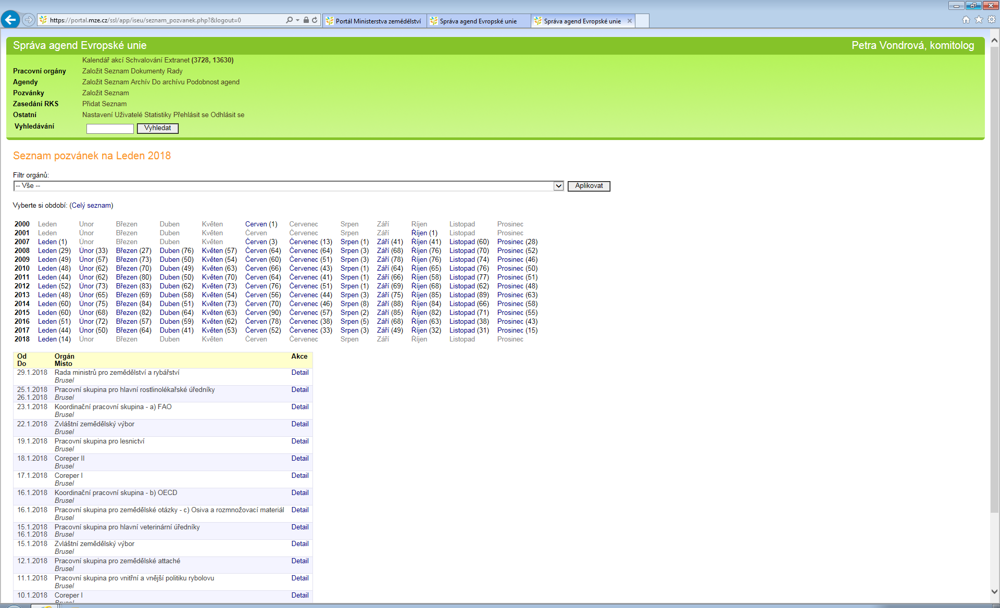 https://portal.mze.cz/ssl/app/iseu/seznam_pozvanek.php?&logout=0
Portál Ministerstva zemědělství
Správa agend Evropské unie
Správa agend Evropské unie
Správa agend Evropské unie
Petra Vondrová, komitolog
Kalendář akcí Schvalování Extranet (3728, 13630)
Pracovní orgány Založit Seznam Dokumenty Rady
Agendy Založit Seznam Archív Do archívu Podobnost agend
Pozvánky Založit Seznam
Zasedání RKS Přidat Seznam
Ostatní Nastavení Uživatelé Statistiky Přehlásit se Odhlásit se
Vyhledávání Vyhledat
Seznam pozvánek na Leden 2018
Filtr orgánů:
-- Vše -- Aplikovat
Vyberte si období: (Celý seznam)
2000 Leden Únor Březen Duben Květen Červen (1) Červenec Srpen Září Říjen Listopad Prosinec
2001 Leden Únor Březen Duben Květen Červen Červenec Srpen Září Říjen (1) Listopad Prosinec
2007 Leden (1) Únor Březen Duben Květen Červen (3) Červenec (13) Srpen (1) Září (41) Říjen (41) Listopad (60) Prosinec (28)
2008 Leden (29) Únor (33) Březen (27) Duben (76) Květen (57) Červen (64) Červenec (64) Srpen (3) Září (68) Říjen (76) Listopad (70) Prosinec (52)
2009 Leden (49) Únor (57) Březen (73) Duben (50) Květen (54) Červen (60) Červenec (51) Srpen (3) Září (78) Říjen (76) Listopad (74) Prosinec (46)
2010 Leden (48) Únor (62) Březen (70) Duben (49) Květen (63) Červen (66) Červenec (43) Srpen (1) Září (64) Říjen (65) Listopad (76) Prosinec (50)
2011 Leden (44) Únor (62) Březen (80) Duben (50) Květen (70) Červen (64) Červenec (41) Srpen (1) Září (66) Říjen (58) Listopad (77) Prosinec (51)
2012 Leden (52) Únor (73) Březen (83) Duben (62) Květen (73) Červen (76) Červenec (51) Srpen (1) Září (69) Říjen (68) Listopad (62) Prosinec (48)
2013 Leden (48) Únor (65) Březen (69) Duben (58) Květen (54) Červen (56) Červenec (44) Srpen (3) Září (75) Říjen (85) Listopad (89) Prosinec (63)
2014 Leden (60) Únor (75) Březen (84) Duben (51) Květen (73) Červen (70) Červenec (46) Srpen (8) Září (88) Říjen (84) Listopad (66) Prosinec (58)
2015 Leden (60) Únor (68) Březen (82) Duben (64) Květen (63) Červen (90) Červenec (57) Srpen (2) Září (85) Říjen (82) Listopad (71) Prosinec (55)
2016 Leden (51) Únor (72) Březen (57) Duben (59) Květen (62) Červen (78) Červenec (38) Srpen (5) Září (68) Říjen (63) Listopad (38) Prosinec (43)
2017 Leden (44) Únor (50) Březen (64) Duben (41) Květen (53) Červen (52) Červenec (33) Srpen (3) Září (49) Říjen (32) Listopad (31) Prosinec (15)
2018 Leden (14) Únor Březen Duben Květen Červen Červenec Srpen Září Říjen Listopad Prosinec
Od Orgán Akce
Do Místo
29.1.2018 Rada ministrů pro zemědělství a rybářství Detail
Brusel
25.1.2018 Pracovní skupina pro hlavní rostlinolékařské úředníky Detail
26.1.2018 Brusel
23.1.2018 Koordinační pracovní skupina - a) FAO Detail
Brusel
22.1.2018 Zvláštní zemědělský výbor Detail
Brusel
19.1.2018 Pracovní skupina pro lesnictví Detail
Brusel
18.1.2018 Coreper II Detail
Brusel
17.1.2018 Coreper I Detail
Brusel
16.1.2018 Koordinační pracovní skupina - b) OECD Detail
Brusel
16.1.2018 Pracovní skupina pro zemědělské otázky - c) Osiva a rozmnožovací materiál Detail
Brusel
15.1.2018 Pracovní skupina pro hlavní veterinární úředníky Detail
16.1.2018 Brusel
15.1.2018 Zvláštní zemědělský výbor Detail
Brusel
12.1.2018 Pracovní skupina pro zemědělské attaché Detail
Brusel
11.1.2018 Pracovní skupina pro vnitřní a vnější politiku rybolovu Detail
Brusel
10.1.2018 Coreper I Detail
Brusel